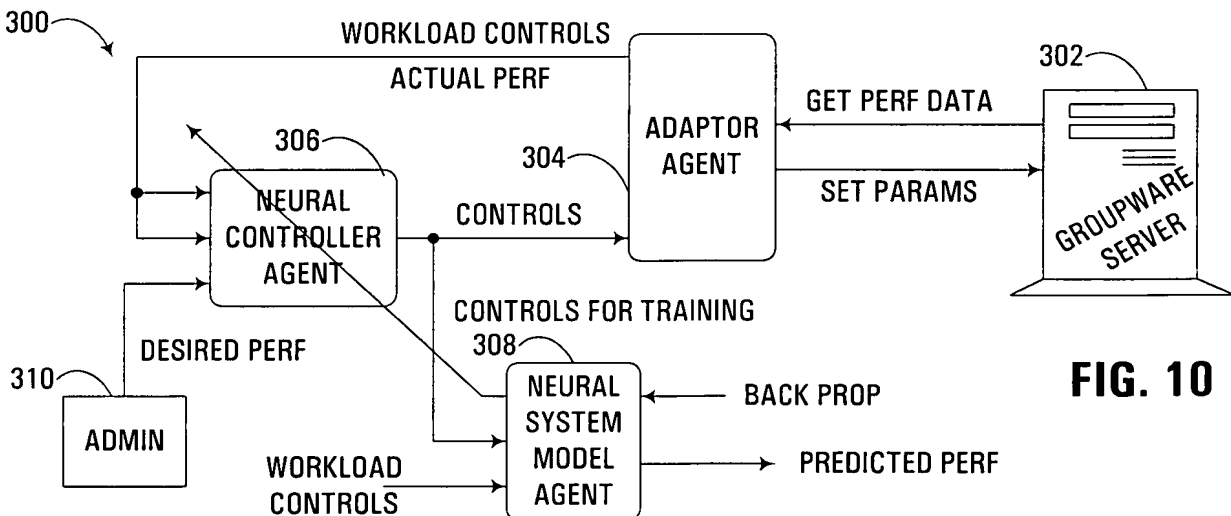 300
WORKLOAD CONTROLS
ACTUAL PERF
302
GET PERF DATA
ADAPTOR
AGENT
304
306
SET PARAMS
NEURAL
CONTROLLER
AGENT
CONTROLS
GROUPWARE
SERVER
CONTROLS FOR TRAINING
DESIRED PERF
308
310
ADMIN
NEURAL
SYSTEM
MODEL
AGENT
BACK PROP
FIG. 10
WORKLOAD
CONTROLS
PREDICTED PERF